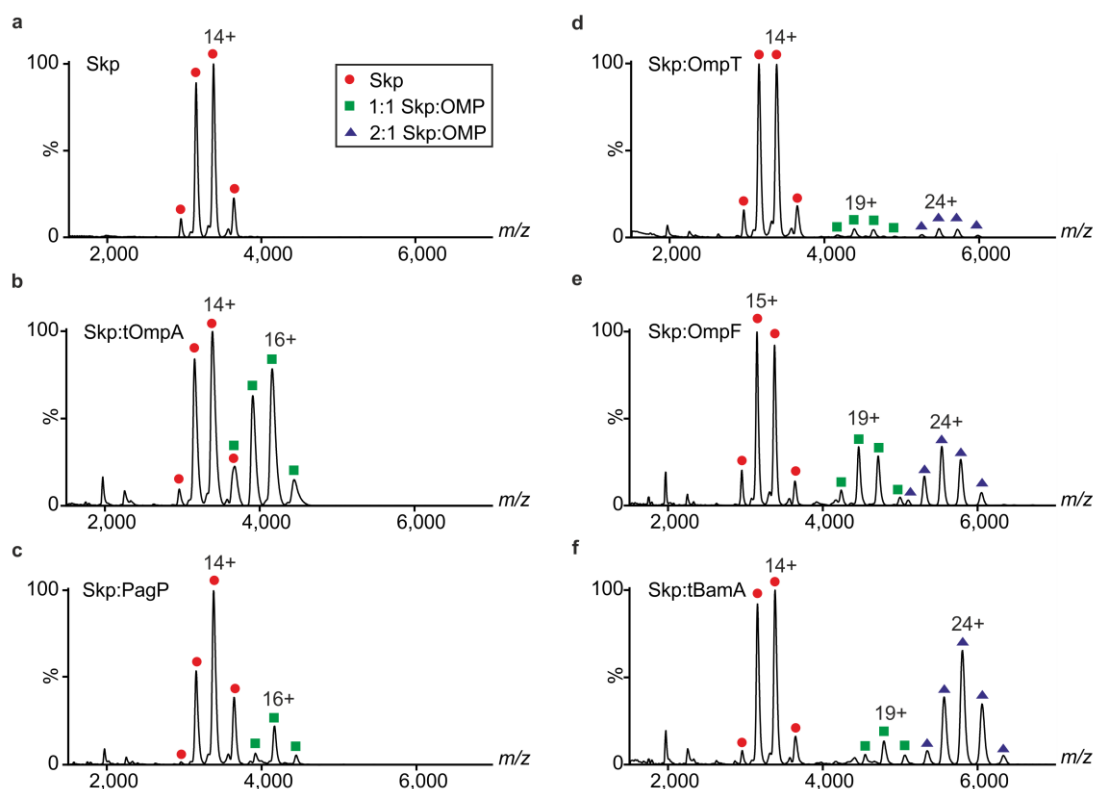 a
14+
100
Skp
Skp
1:1 Skp:OMP
2:1 Skp:OMP
%
0
2,000
4,000
6,000
m/z
b
14+
100
Skp:tOmpA
16+
%
0
2,000
4,000
6,000
m/z
c
14+
100
Skp:PagP
16+
%
0
2,000
4,000
6,000
m/z
d
14+
100
Skp:OmpT
%
19+
24+
0
2,000
4,000
6,000
m/z
e
15+
100
Skp:OmpF
19+
24+
%
0
2,000
4,000
6,000
m/z
f
14+
100
Skp:tBamA
24+
19+
%
0
2,000
4,000
6,000
m/z